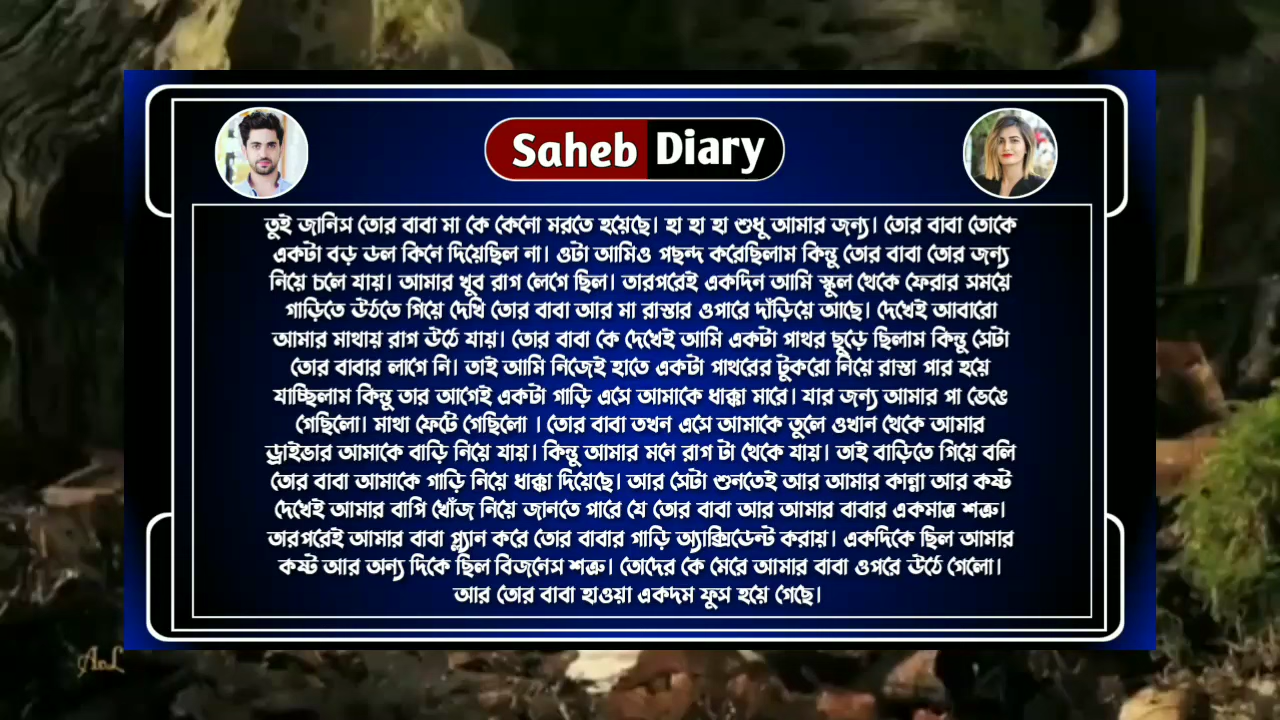 Saheb Diary
তুই জানিস তোর বাবা মা কে কেনো মরতে হয়েছে। হা হা হা শুধু আমার জন্য। তোর বাবা তোকে
একটা বড় ডল কিনে দিয়েছিল না। ওটা আমিও পছন্দ করেছিলাম কিন্তু তোর বাবা তোর জন্য
নিয়ে চলে যায়। আমার খুব রাগ লেগে ছিল। তারপরেই একদিন আমি স্কুল থেকে ফেরার সময়ে
গাড়িতে উঠতে গিয়ে দেখি তোর বাবা আর মা রাস্তার ওপারে দাঁড়িয়ে আছে। দেখেই আবারো
আমার মাথায় রাগ উঠে যায়। তোর বাবা কে দেখেই আমি একটা পাথর ছুড়ে ছিলাম কিন্তু সেটা
তোর বাবার লাগে নি। তাই আমি নিজেই হাতে একটা পাথরের টুকরো নিয়ে রাস্তা পার হয়ে
যাচ্ছিলাম কিন্তু তার আগেই একটা গাড়ি এসে আমাকে ধাক্কা মারে। যার জন্য আমার পা ভেঙে
গেছিলো। মাথা ফেটে গেছিলো । তোর বাবা তখন এসে আমাকে তুলে ওখান থেকে আমার
ড্রাইভার আমাকে বাড়ি নিয়ে যায়। কিন্তু আমার মনে রাগ টা থেকে যায়। তাই বাড়িতে গিয়ে বলি
তোর বাবা আমাকে গাড়ি নিয়ে ধাক্কা দিয়েছে। আর সেটা শুনতেই আর আমার কান্না আর কষ্ট
দেখেই আমার বাপি খোঁজ নিয়ে জানতে পারে যে তোর বাবা আর আমার বাবার একমাত্র শত্রু।
তারপরেই আমার বাবা প্ল্যান করে তোর বাবার গাড়ি অ্যাক্সিডেন্ট করায়। একদিকে ছিল আমার
কষ্ট আর অন্য দিকে ছিল বিজনেস শত্রু। তোদের কে মেরে আমার বাবা ওপরে উঠে গেলো।
আর তোর বাবা হাওয়া একদম ফুস হয়ে গেছে।